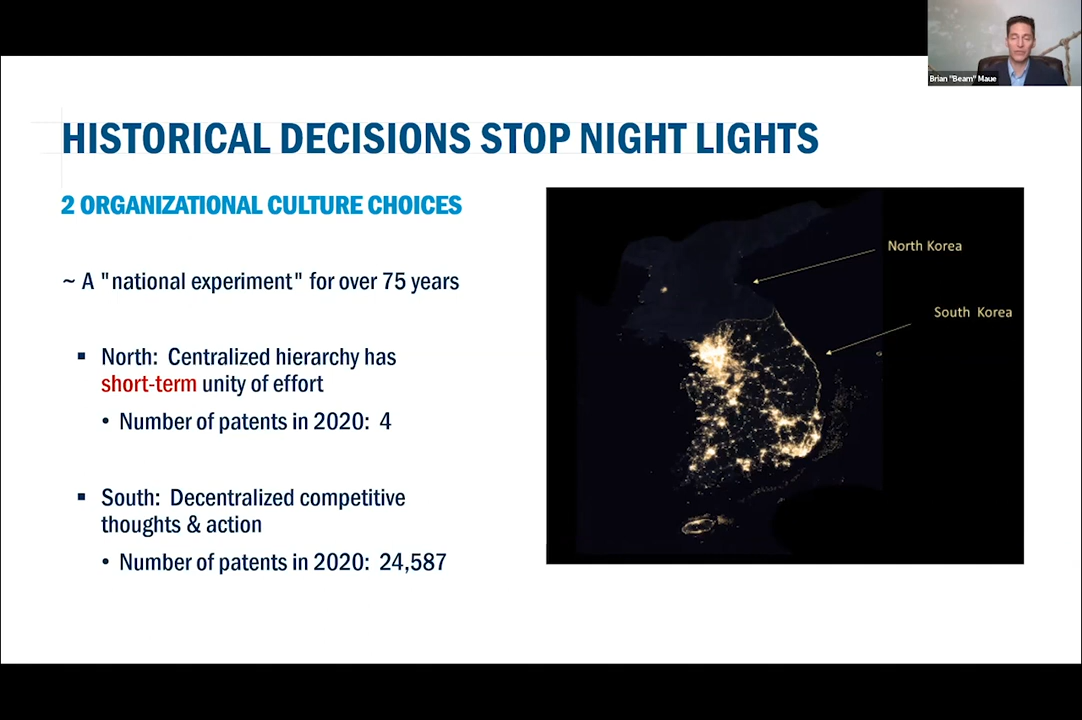 Brian "Beam" Maue
HISTORICAL DECISIONS STOP NIGHT LIGHTS
2 ORGANIZATIONAL CULTURE CHOICES
~ A "national experiment" for over 75 years
▪ North: Centralized hierarchy has
short-term unity of effort
• Number of patents in 2020: 4
▪ South: Decentralized competitive
thoughts & action
• Number of patents in 2020: 24,587
North Korea
South Korea